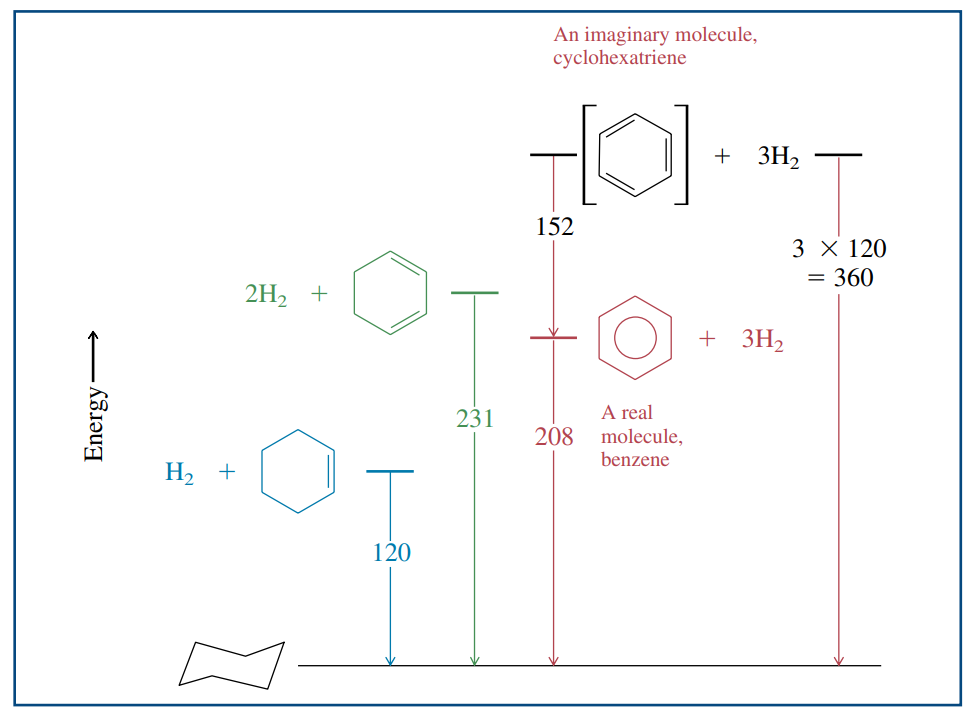 An imaginary molecule,
cyclohexatriene
+ 3H₂
152
3 × 120
= 360
2H₂ +
+ 3H₂
Energy
231
A real
208 molecule,
benzene
H₂ +
120